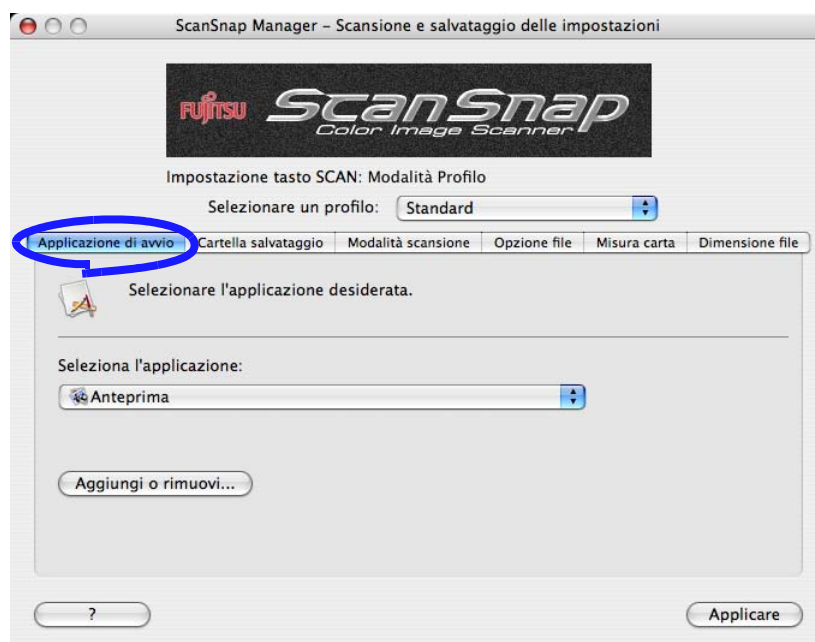 ScanSnap Manager – Scansione e salvataggio delle impostazioni
FUJITSU ScanSnap
Color Image Scanner
Impostazione tasto SCAN: Modalità Profilo
Selezionare un profilo: Standard
Applicazione di avvio Cartella salvataggio Modalità scansione Opzione file Misura carta Dimensione file
Selezionare l'applicazione desiderata.
Seleziona l'applicazione:
Anteprima
Aggiungi o rimuovi...
? Applicare